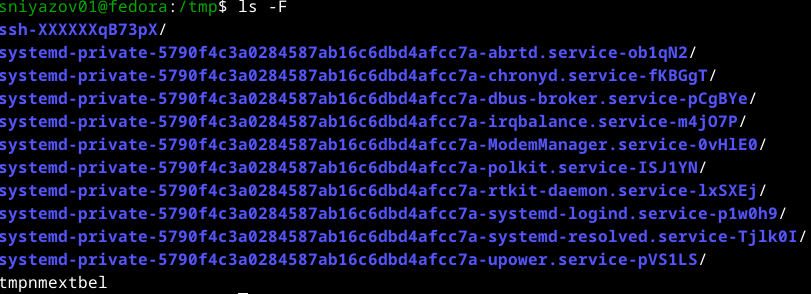 sniyazov01@fedora:/tmp$ ls -F
ssh-XXXXXXqB73pX/
systemd-private-5790f4c3a0284587ab16c6dbd4afcc7a-abrtd.service-ob1qN2/
systemd-private-5790f4c3a0284587ab16c6dbd4afcc7a-chronyd.service-fKBGgT/
systemd-private-5790f4c3a0284587ab16c6dbd4afcc7a-dbus-broker.service-pCgBYe/
systemd-private-5790f4c3a0284587ab16c6dbd4afcc7a-irqbalance.service-m4jO7P/
systemd-private-5790f4c3a0284587ab16c6dbd4afcc7a-ModemManager.service-0vHlE0/
systemd-private-5790f4c3a0284587ab16c6dbd4afcc7a-polkit.service-ISJ1YN/
systemd-private-5790f4c3a0284587ab16c6dbd4afcc7a-rtkit-daemon.service-lxSXEj/
systemd-private-5790f4c3a0284587ab16c6dbd4afcc7a-systemd-logind.service-p1w0h9/
systemd-private-5790f4c3a0284587ab16c6dbd4afcc7a-systemd-resolved.service-Tjlk0I/
systemd-private-5790f4c3a0284587ab16c6dbd4afcc7a-upower.service-pVS1LS/
tmpnmextbel